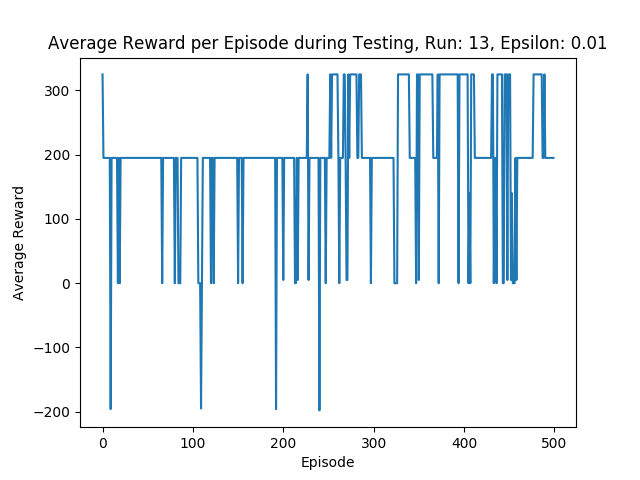 Average Reward per Episode during Testing, Run: 13, Epsilon: 0.01
300
200
100
0
−100
−200
Average Reward
0 100 200 300 400 500
Episode